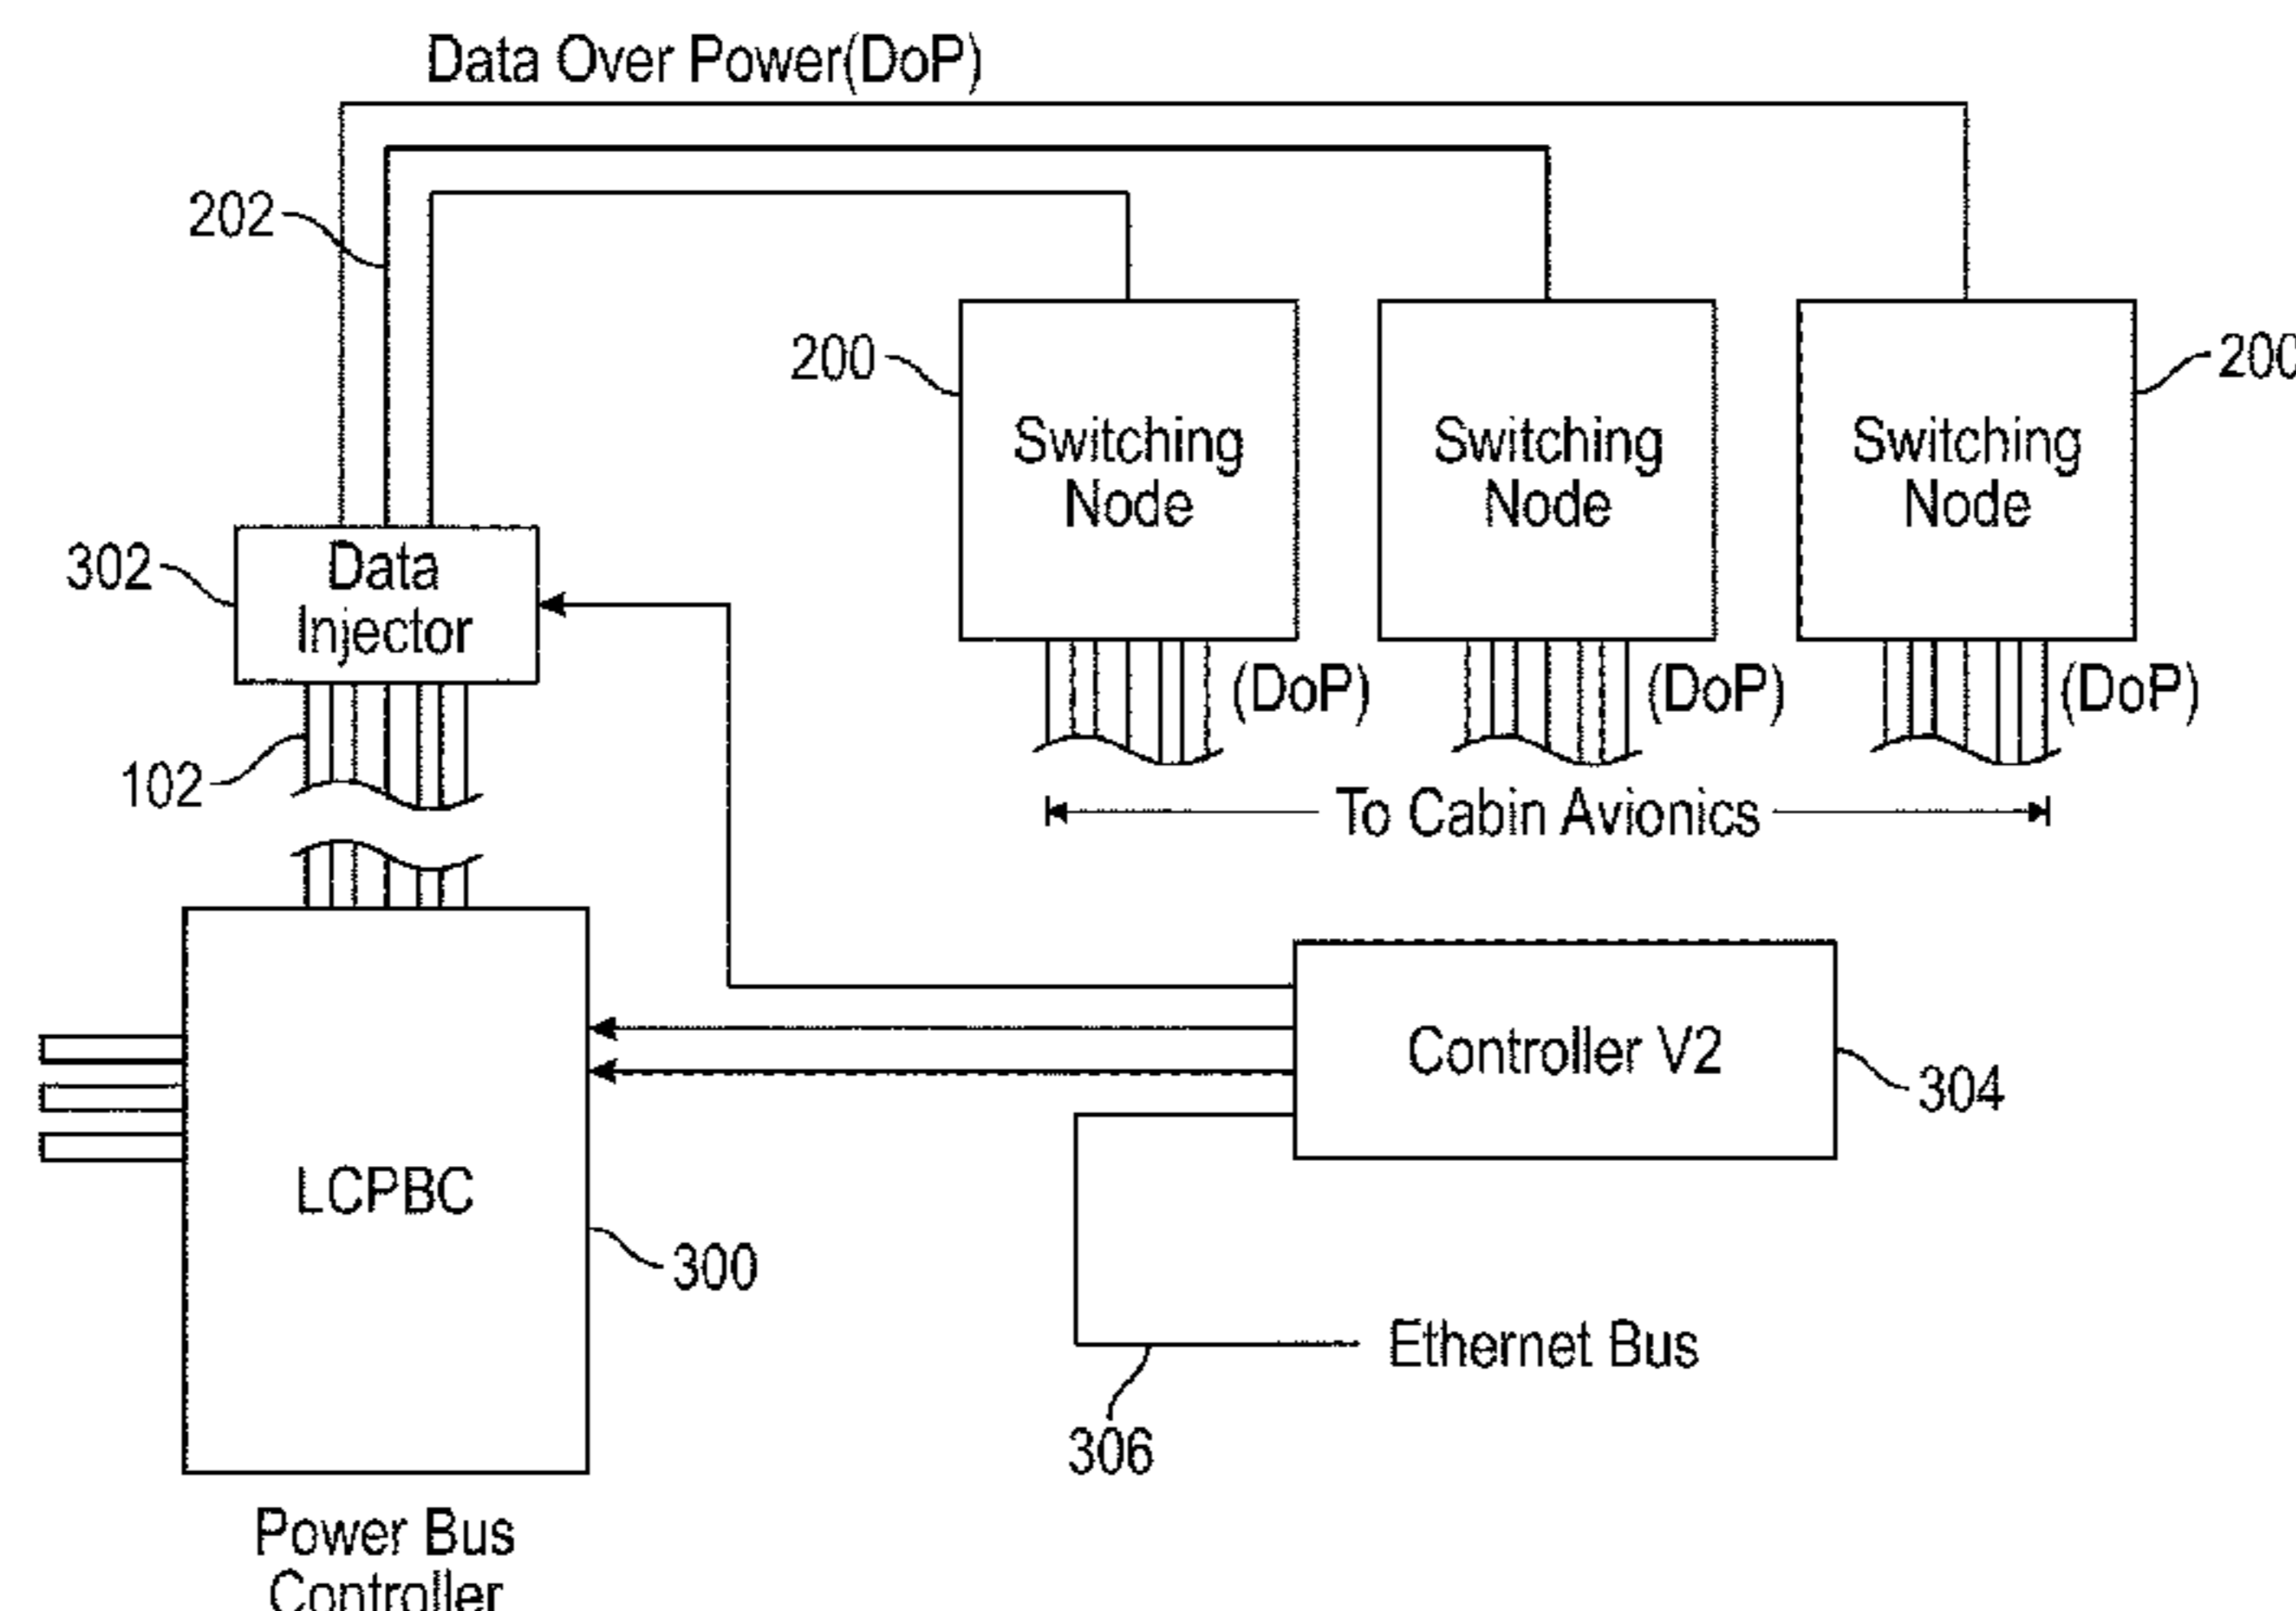 Data Over Power(DoP)
202
200
200
Switching
Node
Switching
Node
Switching
Node
302
Data
Injector
(DoP)
(DoP)
(DoP)
102
To Cabin Avionics
Controller V2
304
LCPBC
300
Ethernet Bus
306
Power Bus
Controller